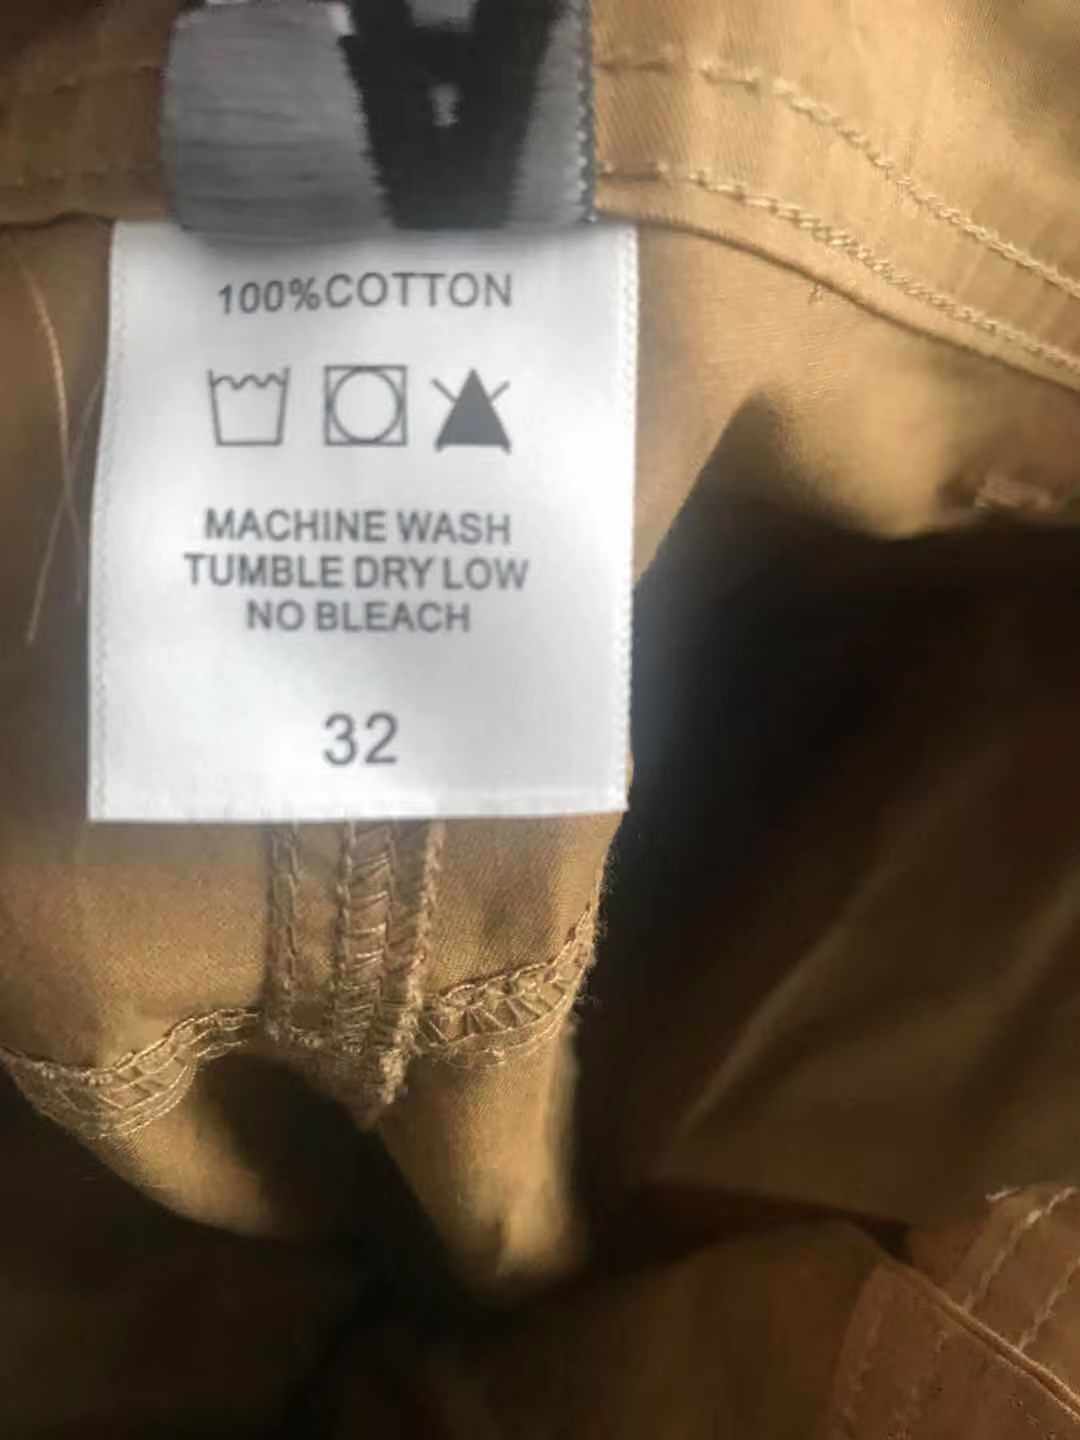 100%COTTON
MACHINE WASH
TUMBLE DRY LOW
NO BLEACH
32